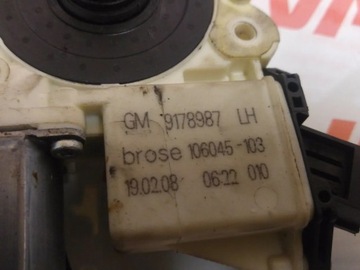 GM 9178987 LH
brose 106045-103
19.02.08 06:22 010